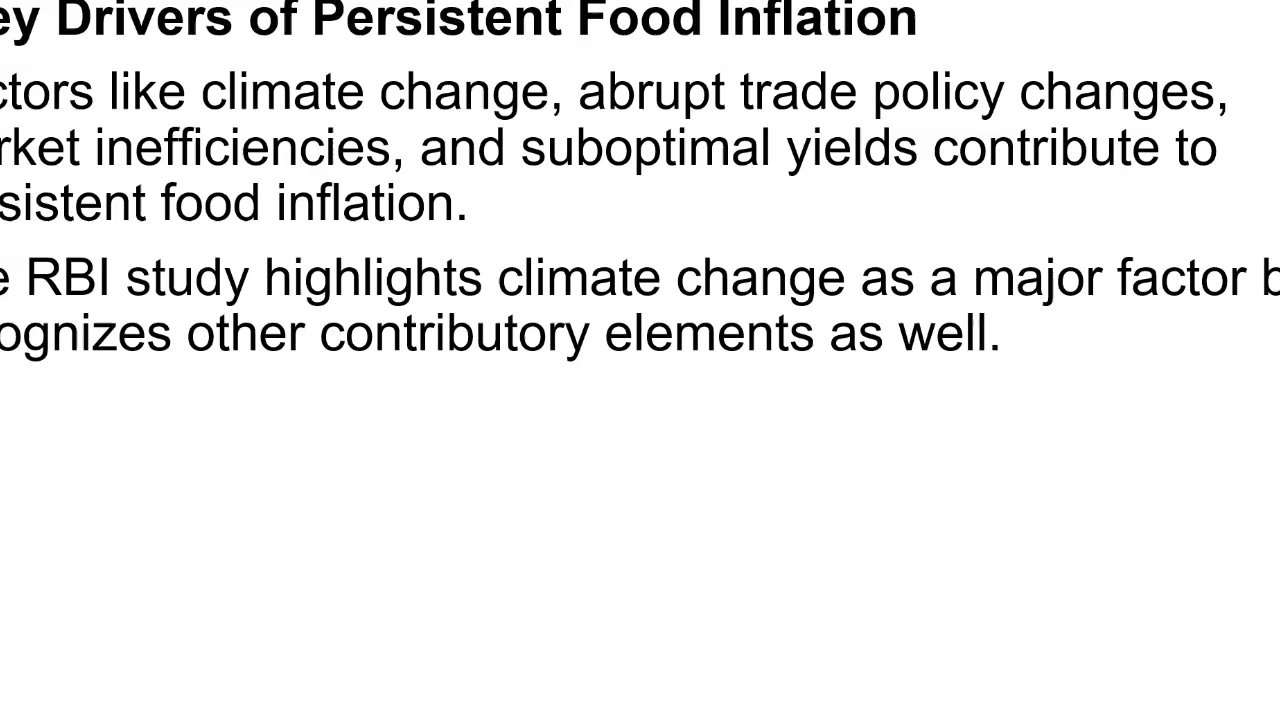 ey Drivers of Persistent Food Inflation
ctors like climate change, abrupt trade policy changes,
rket inefficiencies, and suboptimal yields contribute to
sistent food inflation.
e RBI study highlights climate change as a major factor b
ognizes other contributory elements as well.